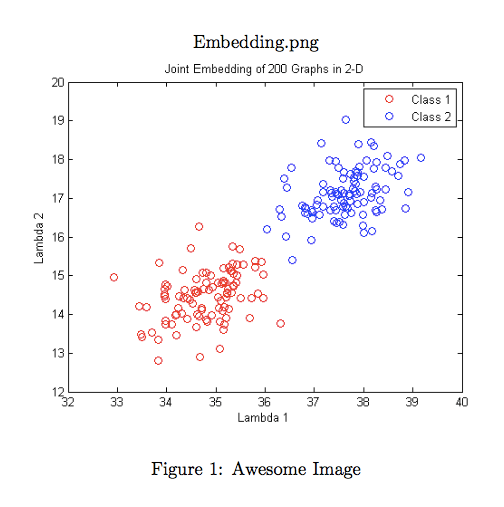 Embedding.png
Joint Embedding of 200 Graphs in 2-D
Class 1
Class 2
20
19
18
17
16
15
14
13
12
Lambda 2
32
33
34
35
36
37
38
39
40
Lambda 1
Figure 1: Awesome Image